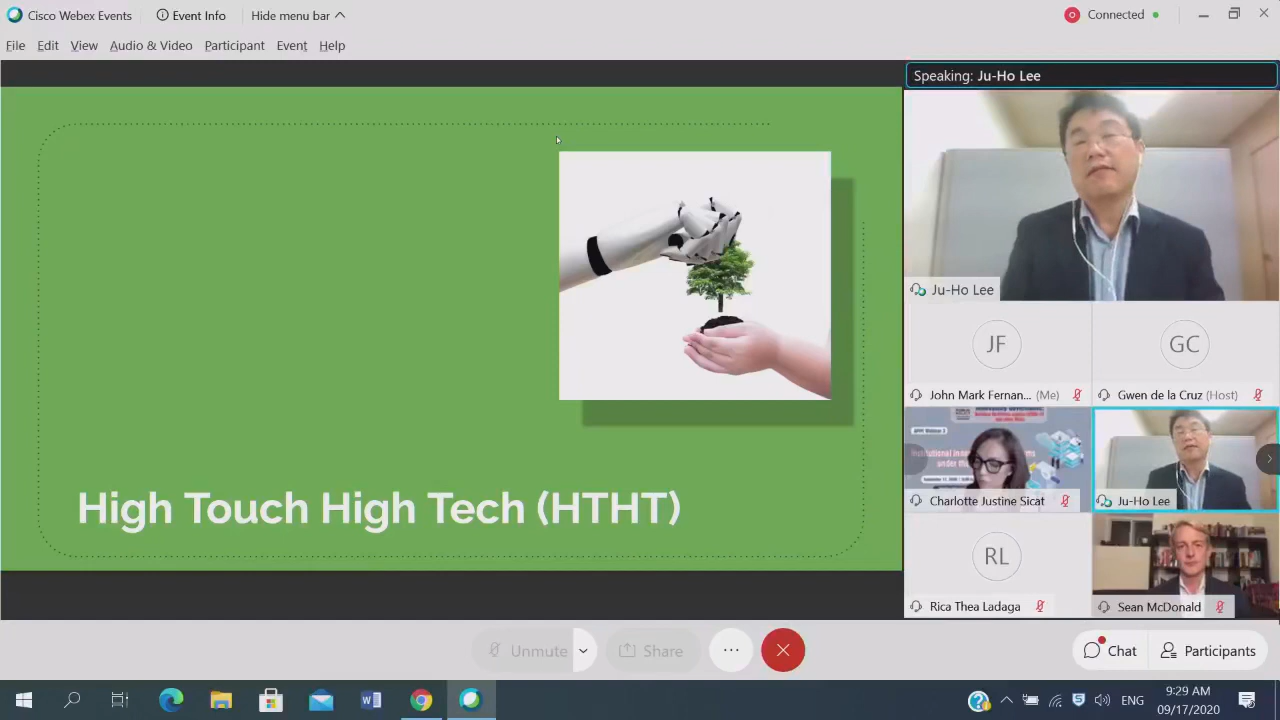 Cisco Webex Events
Event Info
Hide menu bar
Connected
File Edit View Audio & Video Participant Event Help
Speaking: Ju-Ho Lee
Ju-Ho Lee
JF
GC
John Mark Fernan... (Me)
Gwen de la Cruz (Host)
Charlotte Justine Sicat
Ju-Ho Lee
RL
Rica Thea Ladaga
Sean McDonald
High Touch High Tech (HTHT)
Unmute
Share
Chat
Participants
ENG
9:29 AM
09/17/2020